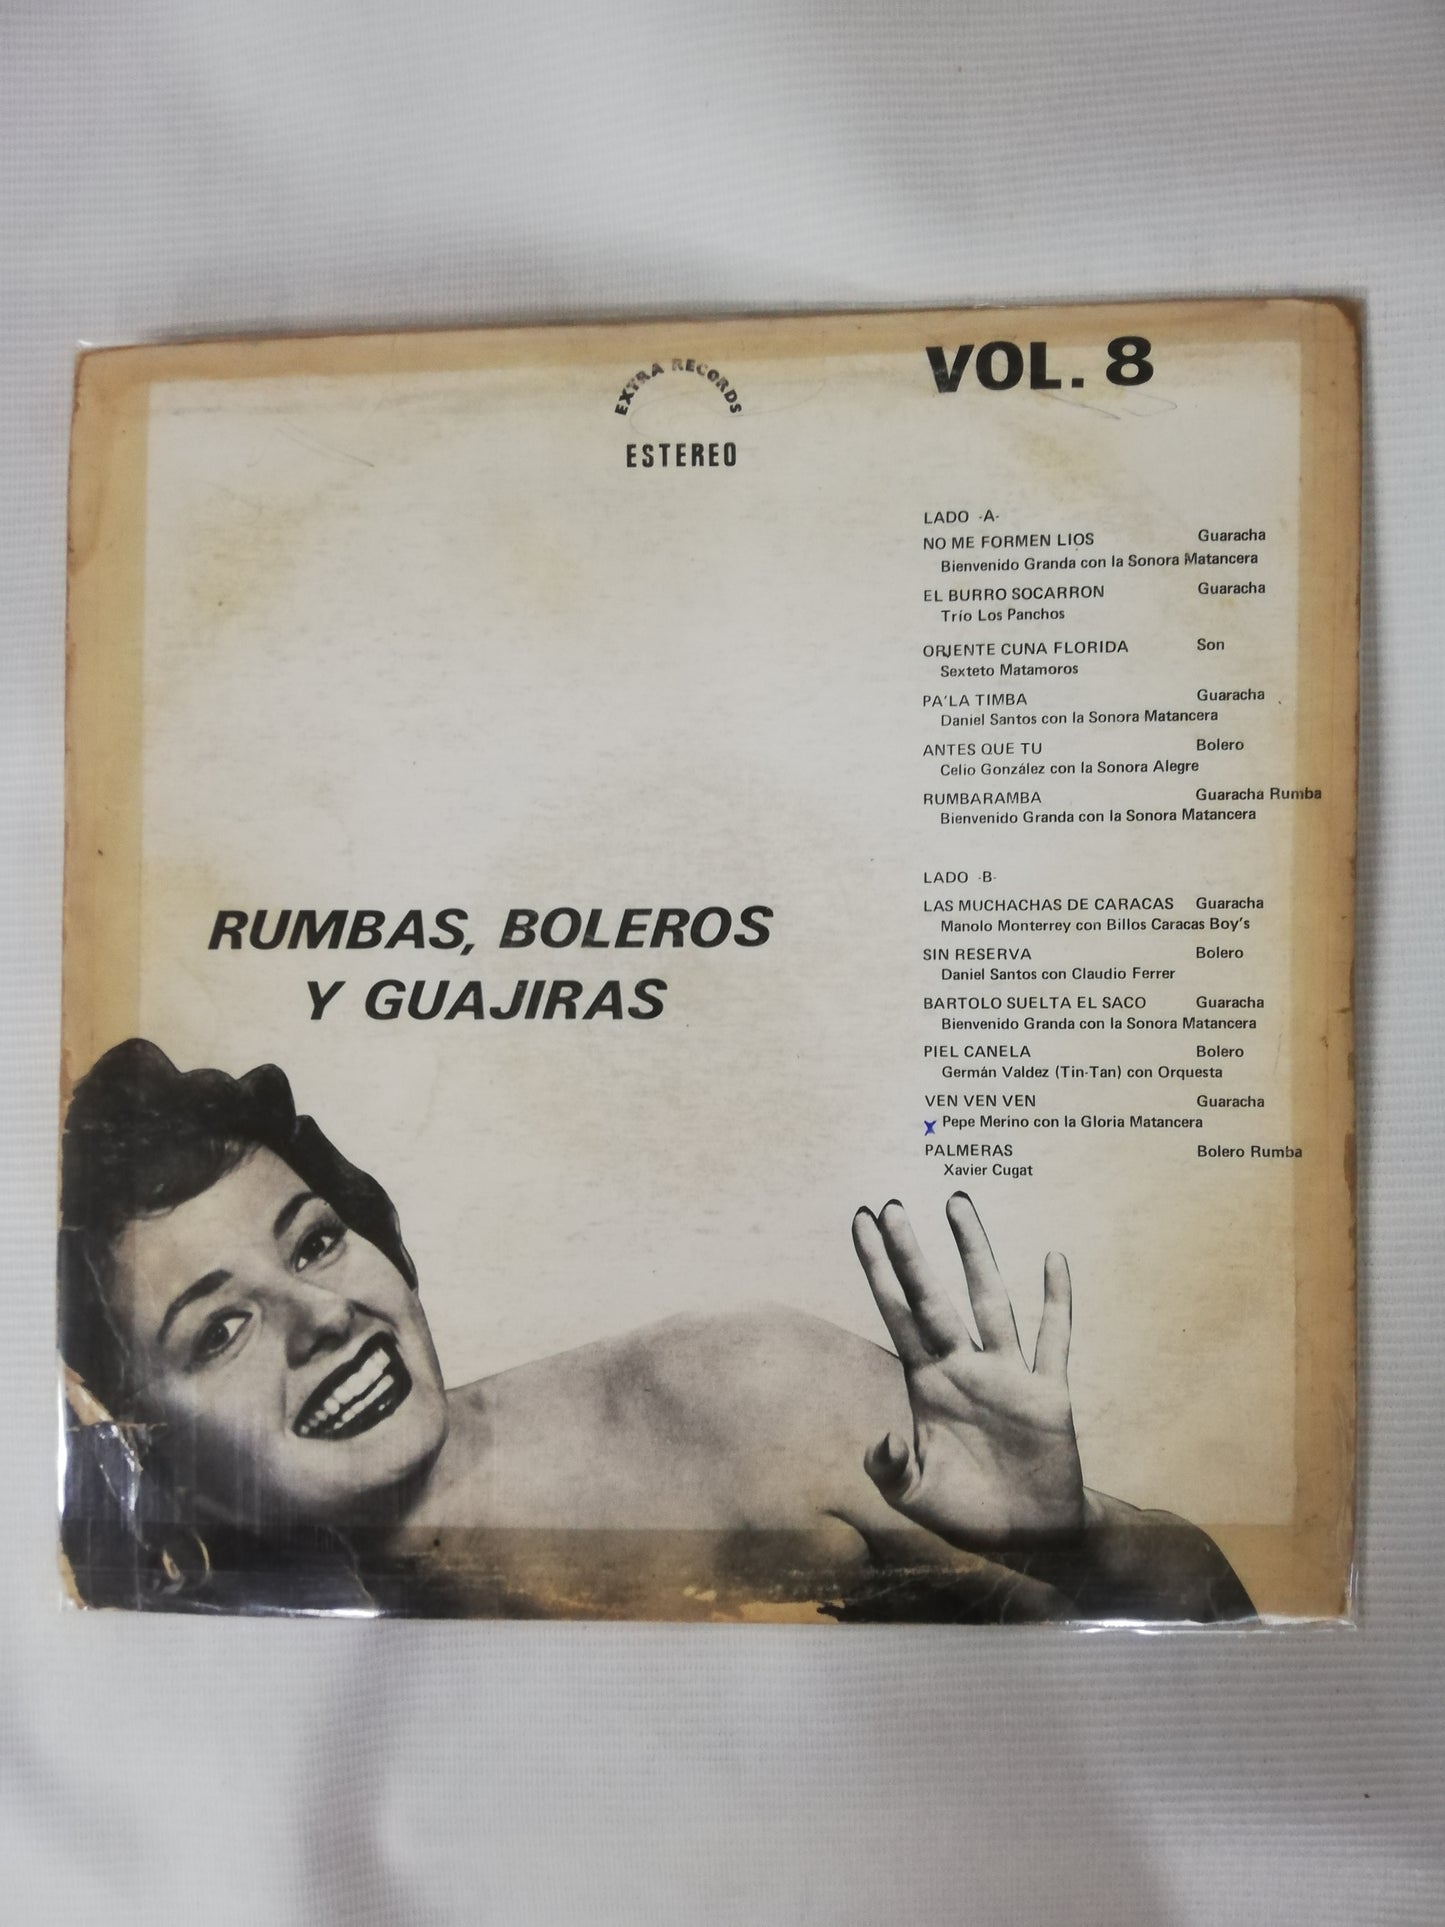 EXTRA RECORDS
ESTEREO
VOL. 8
LADO -A-
NO ME FORMEN LIOS Guaracha
Bienvenido Granda con la Sonora Matancera
EL BURRO SOCARRON Guaracha
Trío Los Panchos
ORIENTE CUNA FLORIDA Son
Sexteto Matamoros
PA'LA TIMBA Guaracha
Daniel Santos con la Sonora Matancera
ANTES QUE TU Bolero
Celio González con la Sonora Alegre
RUMBARAMBA Guaracha Rumba
Bienvenido Granda con la Sonora Matancera
LADO -B-
LAS MUCHACHAS DE CARACAS Guaracha
Manolo Monterrey con Billos Caracas Boy's
SIN RESERVA Bolero
Daniel Santos con Claudio Ferrer
BARTOLO SUELTA EL SACO Guaracha
Bienvenido Granda con la Sonora Matancera
PIEL CANELA Bolero
Germán Valdez (Tin-Tan) con Orquesta
VEN VEN VEN Guaracha
x Pepe Merino con la Gloria Matancera
PALMERAS Bolero Rumba
Xavier Cugat
RUMBAS, BOLEROS
Y GUAJIRAS